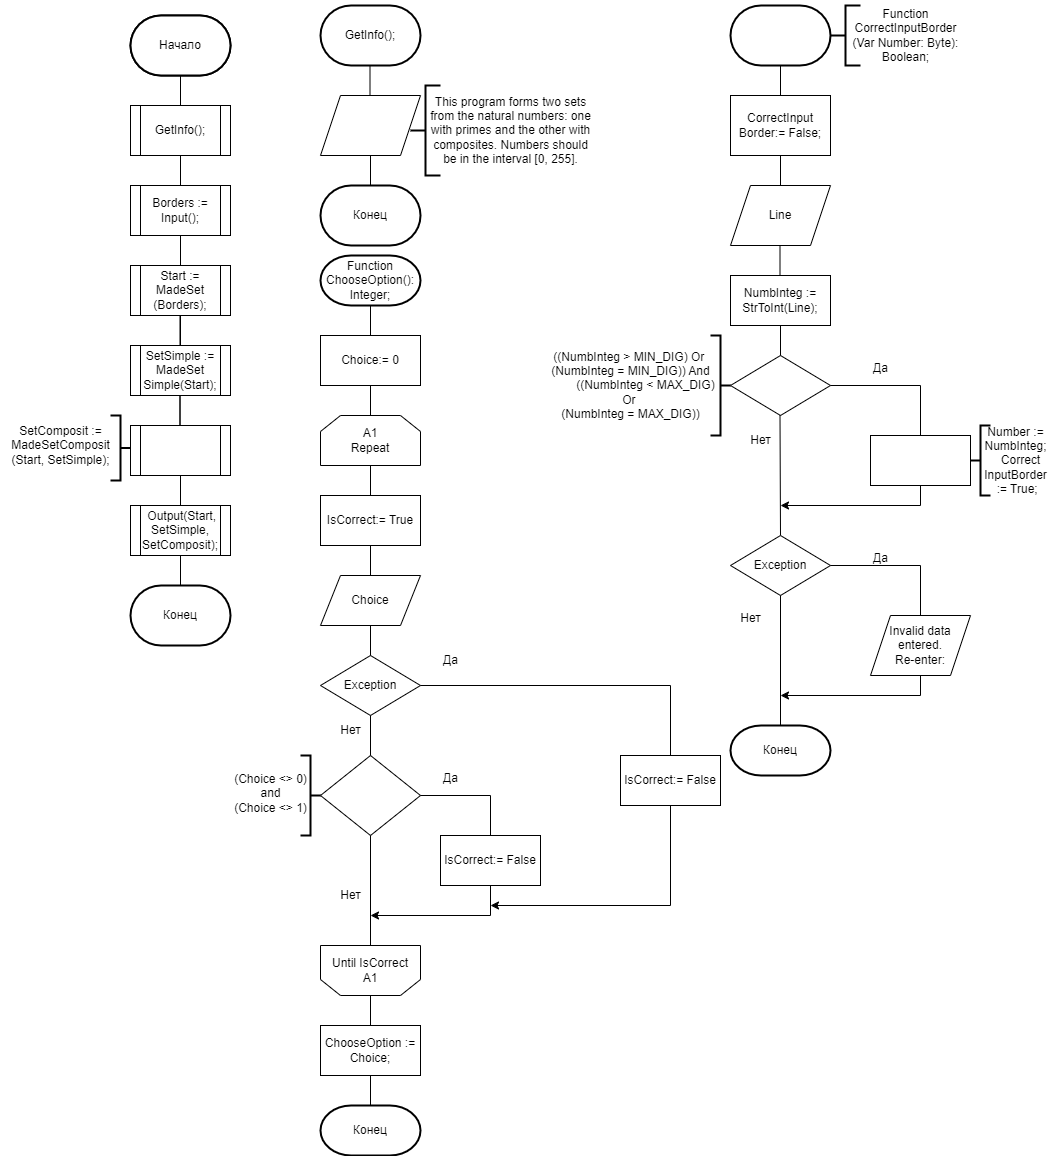 Начало
GetInfo();
Borders :=
Input();
Start :=
MadeSet
(Borders);
SetSimple :=
MadeSet
Simple(Start);
SetComposit :=
MadeSetComposit
(Start, SetSimple);
Output(Start,
SetSimple,
SetComposit);
Конец
GetInfo();
This program forms two sets
from the natural numbers: one
with primes and the other with
composites. Numbers should
be in the interval [0, 255].
Конец
Function
ChooseOption():
Integer;
Choice:= 0
A1
Repeat
IsCorrect:= True
Choice
Exception
Да
Нет
(Choice <> 0)
and
(Choice <> 1)
Да
IsCorrect:= False
IsCorrect:= False
Нет
Until IsCorrect
A1
ChooseOption :=
Choice;
Конец
Function
CorrectInputBorder
(Var Number: Byte):
Boolean;
CorrectInput
Border:= False;
Line
NumbInteg :=
StrToInt(Line);
((NumbInteg > MIN_DIG) Or
(NumbInteg = MIN_DIG)) And
((NumbInteg < MAX_DIG)
Or
(NumbInteg = MAX_DIG))
Да
Нет
Number :=
NumbInteg;
Correct
InputBorder
:= True;
Exception
Да
Нет
Invalid data
entered.
Re-enter:
Конец